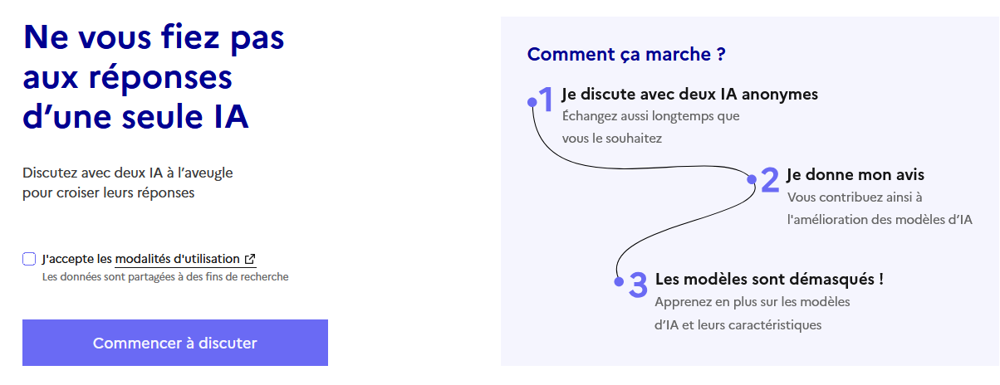 Ne vous fiez pas
aux réponses
d’une seule IA
Discutez avec deux IA à l’aveugle
pour croiser leurs réponses
J'accepte les modalités d'utilisation
Les données sont partagées à des fins de recherche
Commencer à discuter
Comment ça marche ?
1 Je discute avec deux IA anonymes
Échangez aussi longtemps que
vous le souhaitez
2 Je donne mon avis
Vous contribuez ainsi à
l'amélioration des modèles d’IA
3 Les modèles sont démasqués !
Apprenez en plus sur les modèles
d’IA et leurs caractéristiques